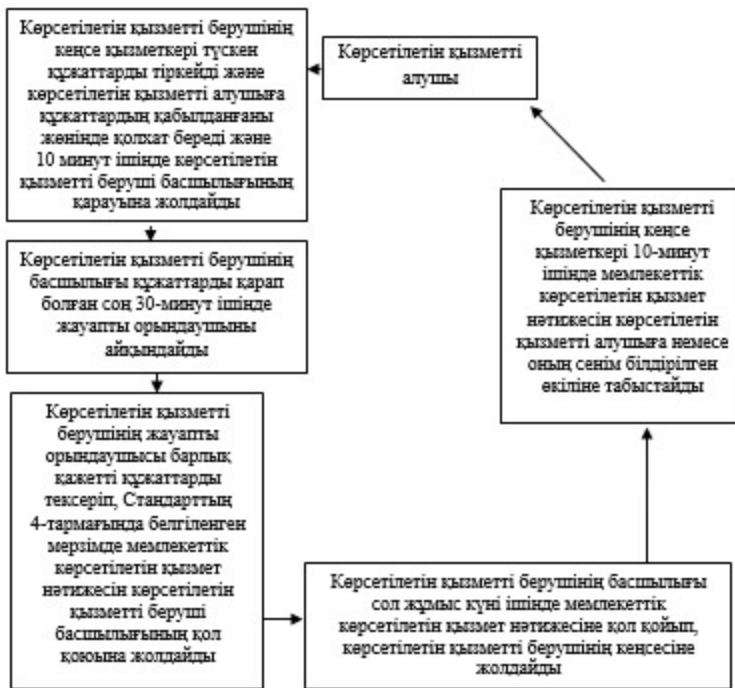 Көрсетілетін қызметті
алушы
Көрсетілетін қызметті берушінің
кеңсе қызметкері түскен
құжаттарды тіркейді және
көрсетілетін қызметті алушыға
құжаттардың қабылданғаны
жөнінде қолхат береді және
10 минут ішінде көрсетілетін
қызметті беруші басшылығының
қарауына жолдайды
Көрсетілетін қызметті берушінің
басшылығы құжаттарды қарап
болған соң 30-минут ішінде
жауапты орындаушыны
айқындайды
Көрсетілетін қызметті
берушінің жауапты
орындаушысы барлық
қажетті құжаттарды
тексеріп, Стандарттың
4-тармағында белгіленген
мерзімде мемлекеттік
көрсетілетін қызмет
нәтижесін көрсетілетін
қызметті беруші
басшылығының қол
қоюына жолдайды
Көрсетілетін қызметті берушінің басшылығы
сол жұмыс күні ішінде мемлекеттік
көрсетілетін қызмет нәтижесіне қол қойып,
көрсетілетін қызметті берушінің кеңсесіне
жолдайды
Көрсетілетін қызметті
берушінің кеңсе
қызметкері 10-минут
ішінде мемлекеттік
көрсетілетін қызмет
нәтижесін көрсетілетін
қызметті алушыға немесе
оның сенім білдірілген
өкіліне табыстайды